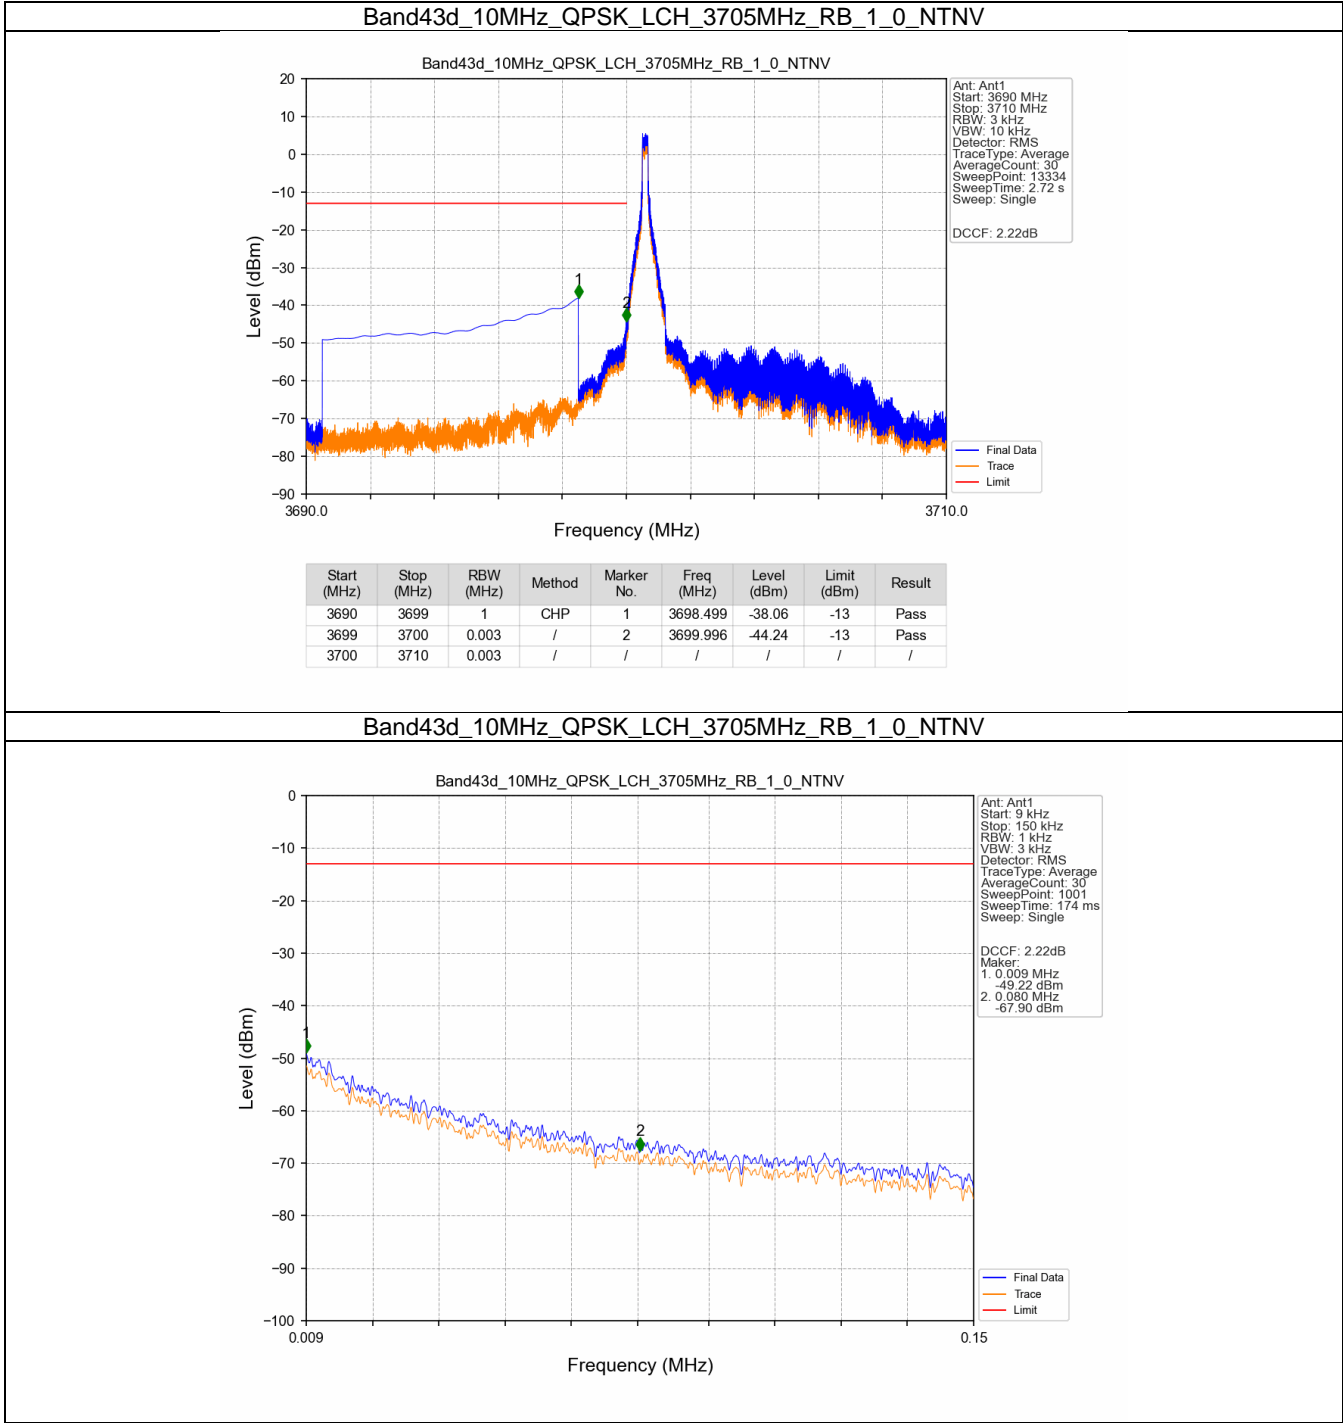 Band43d_10MHz_QPSK_LCH_3705MHz_RB_1_0_NTNV
Band43d_10MHz_QPSK_LCH_3705MHz_RB_1_0_NTNV
20
10
0
−10
−20
−30
−40
−50
−60
−70
−80
−90
Level (dBm)
1
2
3690.0
3710.0
Frequency (MHz)
Ant: Ant1
Start: 3690 MHz
Stop: 3710 MHz
RBW: 3 kHz
VBW: 10 kHz
Detector: RMS
TraceType: Average
AverageCount: 30
SweepPoint: 13334
SweepTime: 2.72 s
Sweep: Single
DCCF: 2.22dB
Final Data
Trace
Limit
Start (MHz) Stop (MHz) RBW (MHz) Method Marker No. Freq (MHz) Level (dBm) Limit (dBm) Result
3690 3699 1 CHP 1 3698.499 -38.06 -13 Pass
3699 3700 0.003 / 2 3699.996 -44.24 -13 Pass
3700 3710 0.003 / / / / / /
Band43d_10MHz_QPSK_LCH_3705MHz_RB_1_0_NTNV
Band43d_10MHz_QPSK_LCH_3705MHz_RB_1_0_NTNV
0
−10
−20
−30
−40
−50
−60
−70
−80
−90
−100
Level (dBm)
1
2
0.009
0.15
Frequency (MHz)
Ant: Ant1
Start: 9 kHz
Stop: 150 kHz
RBW: 1 kHz
VBW: 3 kHz
Detector: RMS
TraceType: Average
AverageCount: 30
SweepPoint: 1001
SweepTime: 174 ms
Sweep: Single
DCCF: 2.22dB
Maker:
1. 0.009 MHz
-49.22 dBm
2. 0.080 MHz
-67.90 dBm
Final Data
Trace
Limit